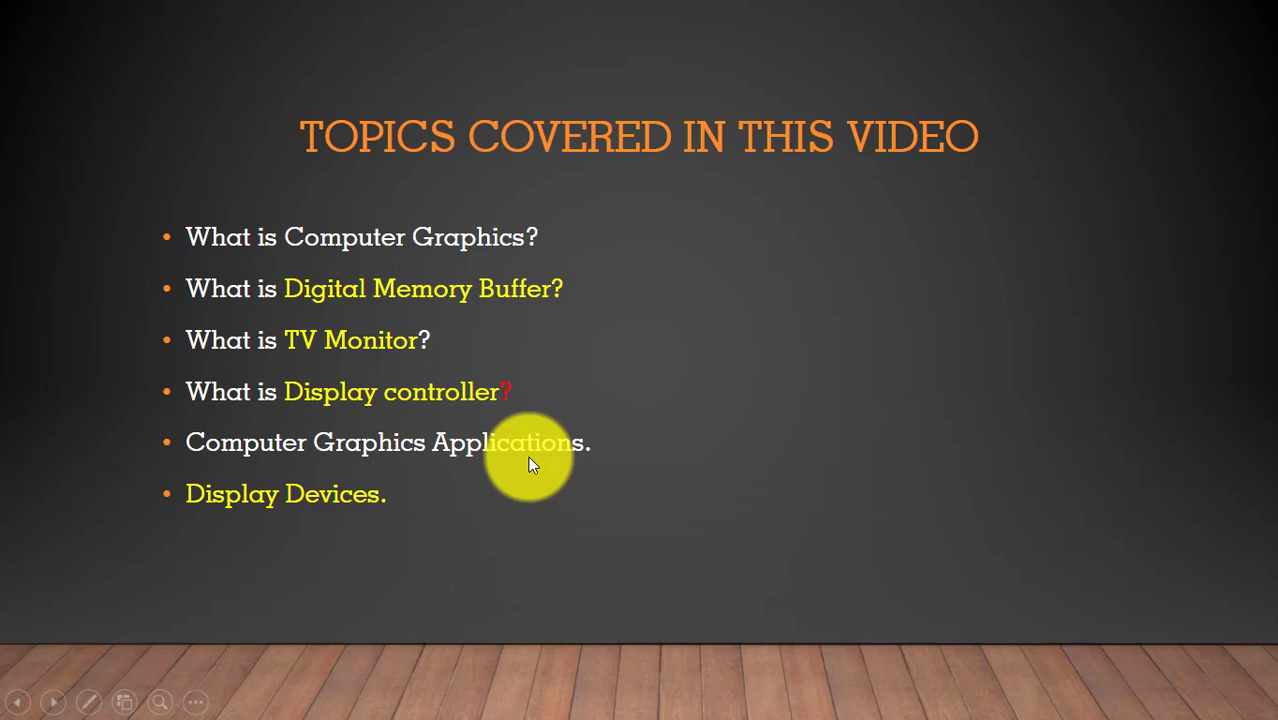 TOPICS COVERED IN THIS VIDEO
• What is Computer Graphics?
• What is Digital Memory Buffer?
• What is TV Monitor?
• What is Display controller?
• Computer Graphics Applications.
• Display Devices.